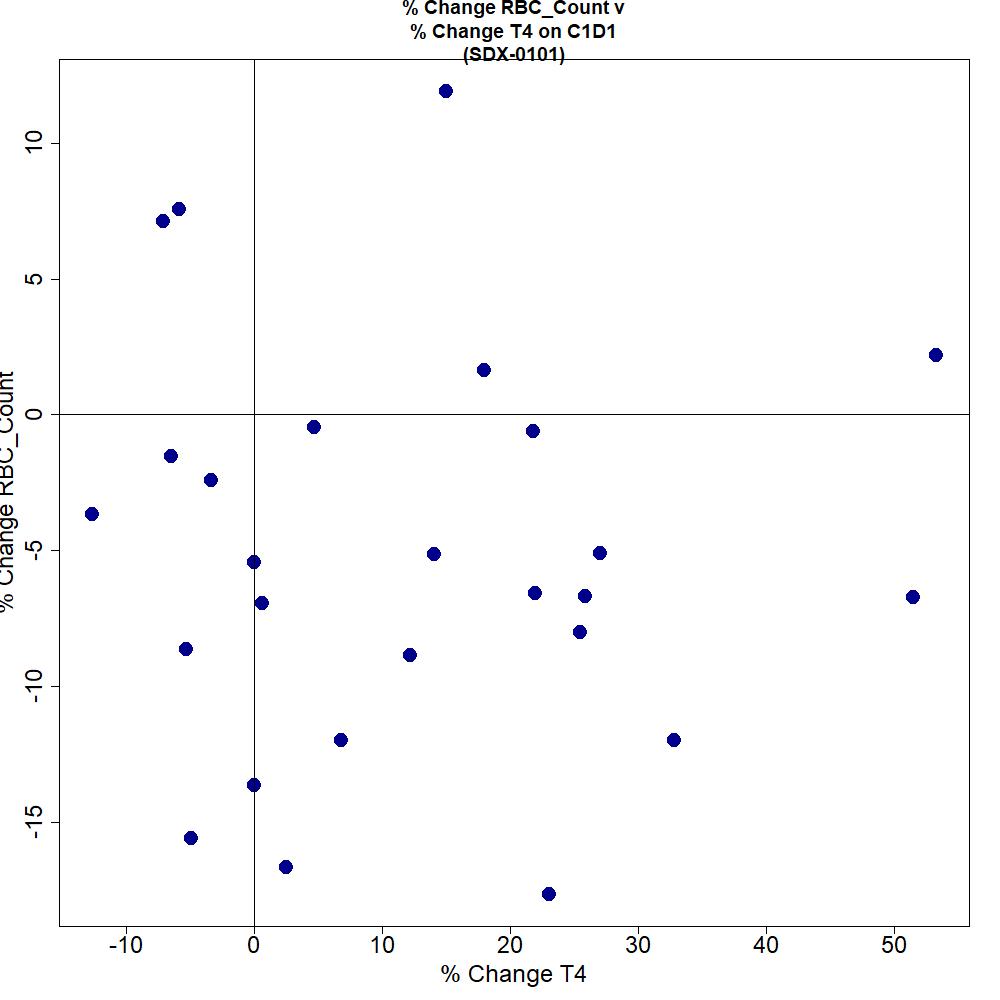 % Change RBC_Count v
% Change T4 on C1D1
(SDX-0101)
10
5
0
-5
-10
-15
% Change RBC_Count
-10 0 10 20 30 40 50
% Change T4